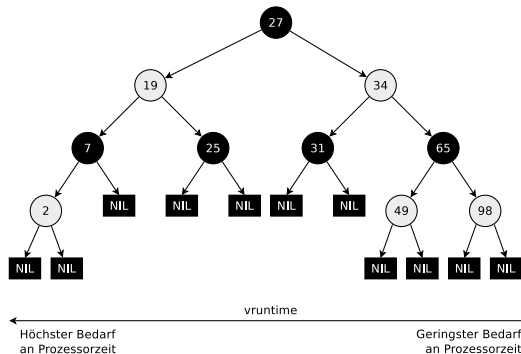 27
19
34
7
25
31
65
2
NIL
NIL
NIL
NIL
NIL
49
98
NIL
NIL
NIL
NIL
NIL
NIL
vruntime
Höchster Bedarf
an Prozessorzeit
Geringster Bedarf
an Prozessorzeit